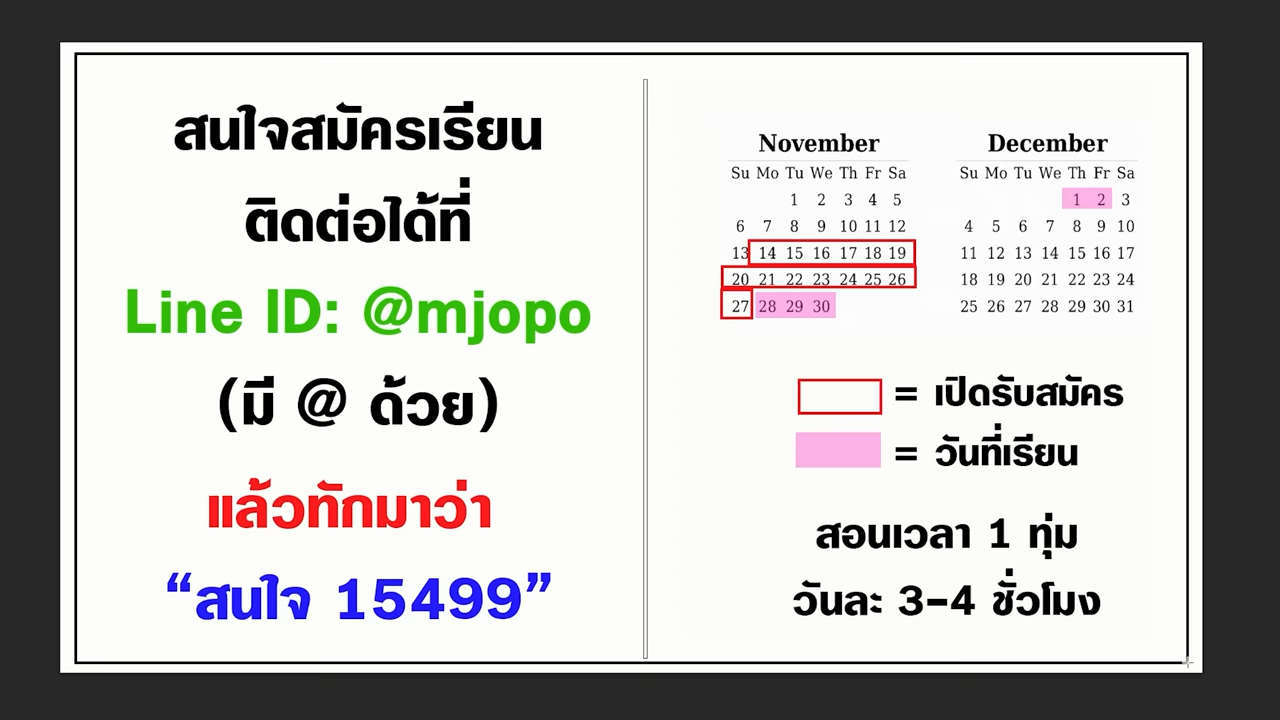 สนใจสมัครเรียน
ติดต่อได้ที่
Line ID: @mjopo
(มี @ ด้วย)
แล้วทักมาว่า
“สนใจ 15499”
November
Su Mo Tu We Th Fr Sa
1 2 3 4 5
6 7 8 9 10 11 12
13 14 15 16 17 18 19
20 21 22 23 24 25 26
27 28 29 30
December
Su Mo Tu We Th Fr Sa
1 2 3
4 5 6 7 8 9 10
11 12 13 14 15 16 17
18 19 20 21 22 23 24
25 26 27 28 29 30 31
= เปิดรับสมัคร
= วันที่เรียน
สอนเวลา 1 ทุ่ม
วันละ 3-4 ชั่วโมง